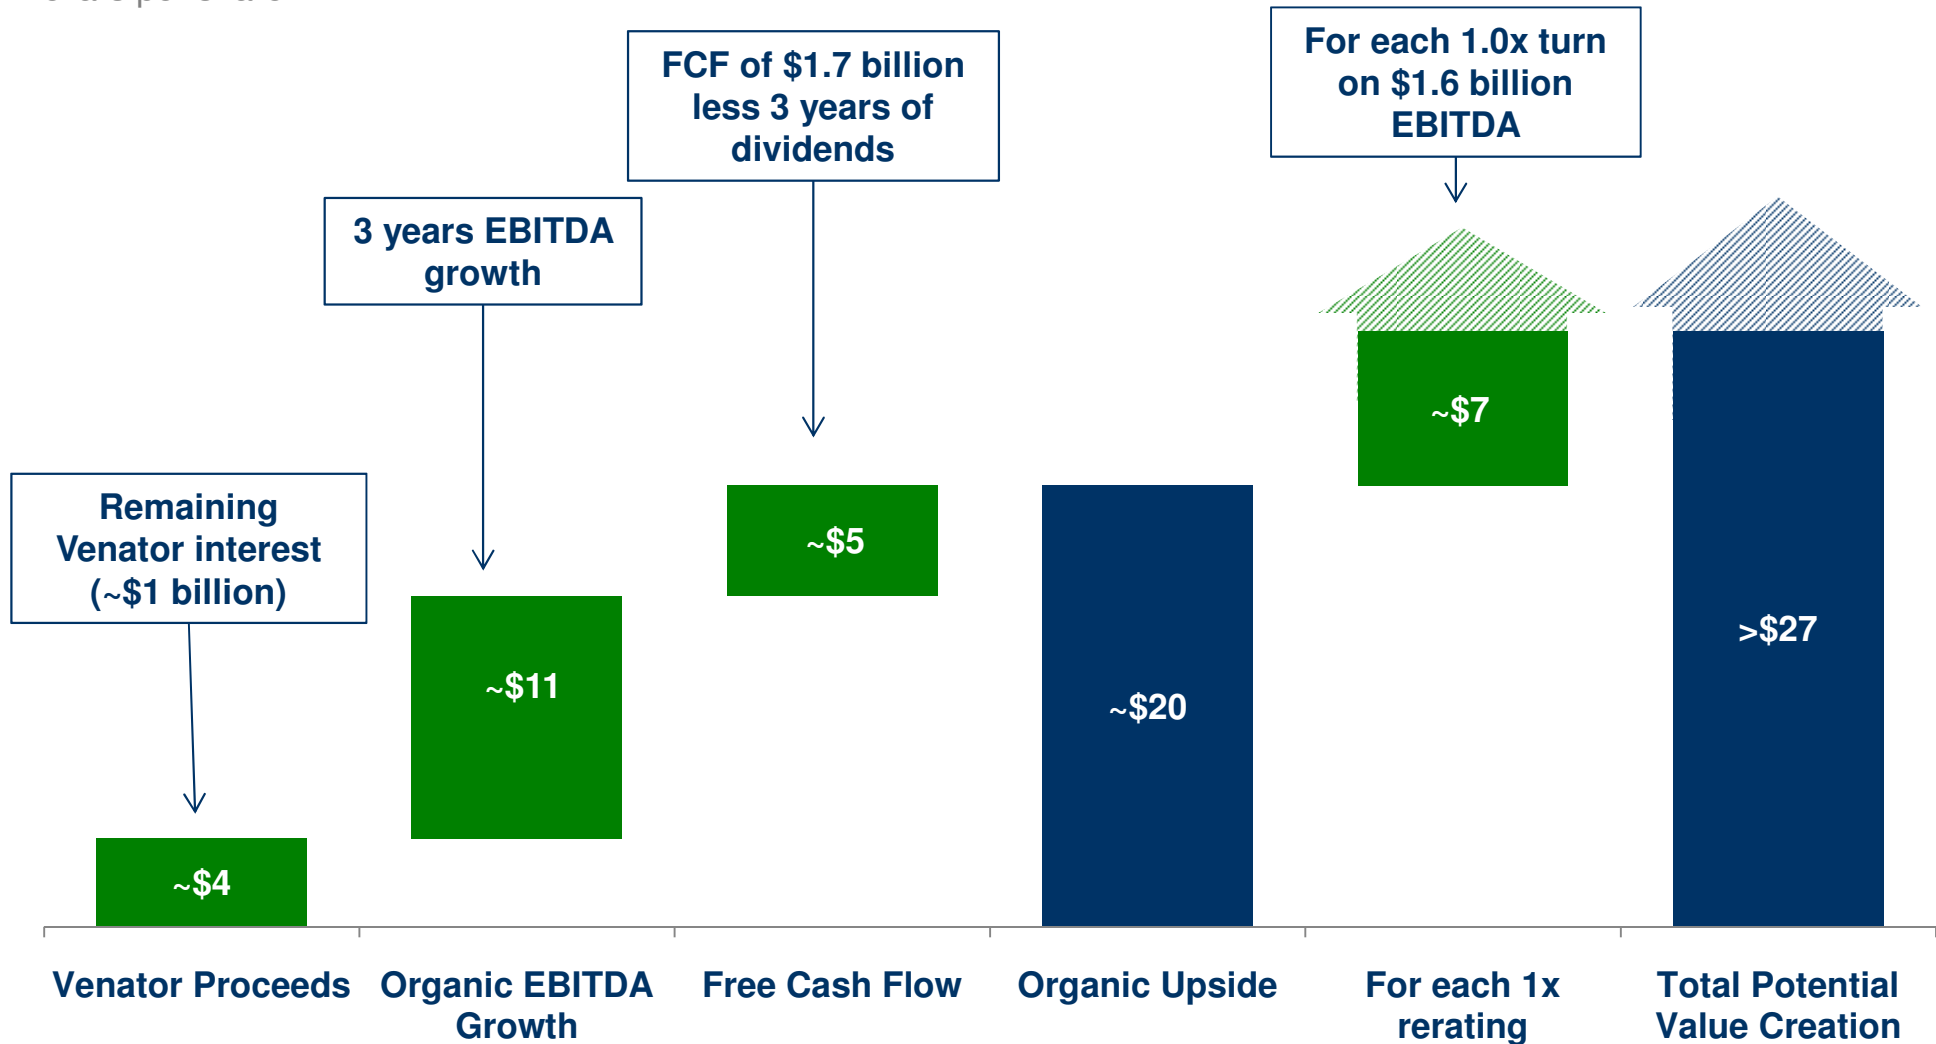 FCF of $1.7 billion
less 3 years of
dividends
For each 1.0x turn
on $1.6 billion
EBITDA
3 years EBITDA
growth
Remaining
Venator interest
(~$1 billion)
~$4
~$11
~$5
~$20
~$7
>$27
Venator Proceeds
Organic EBITDA
Growth
Free Cash Flow
Organic Upside
For each 1x
rerating
Total Potential
Value Creation